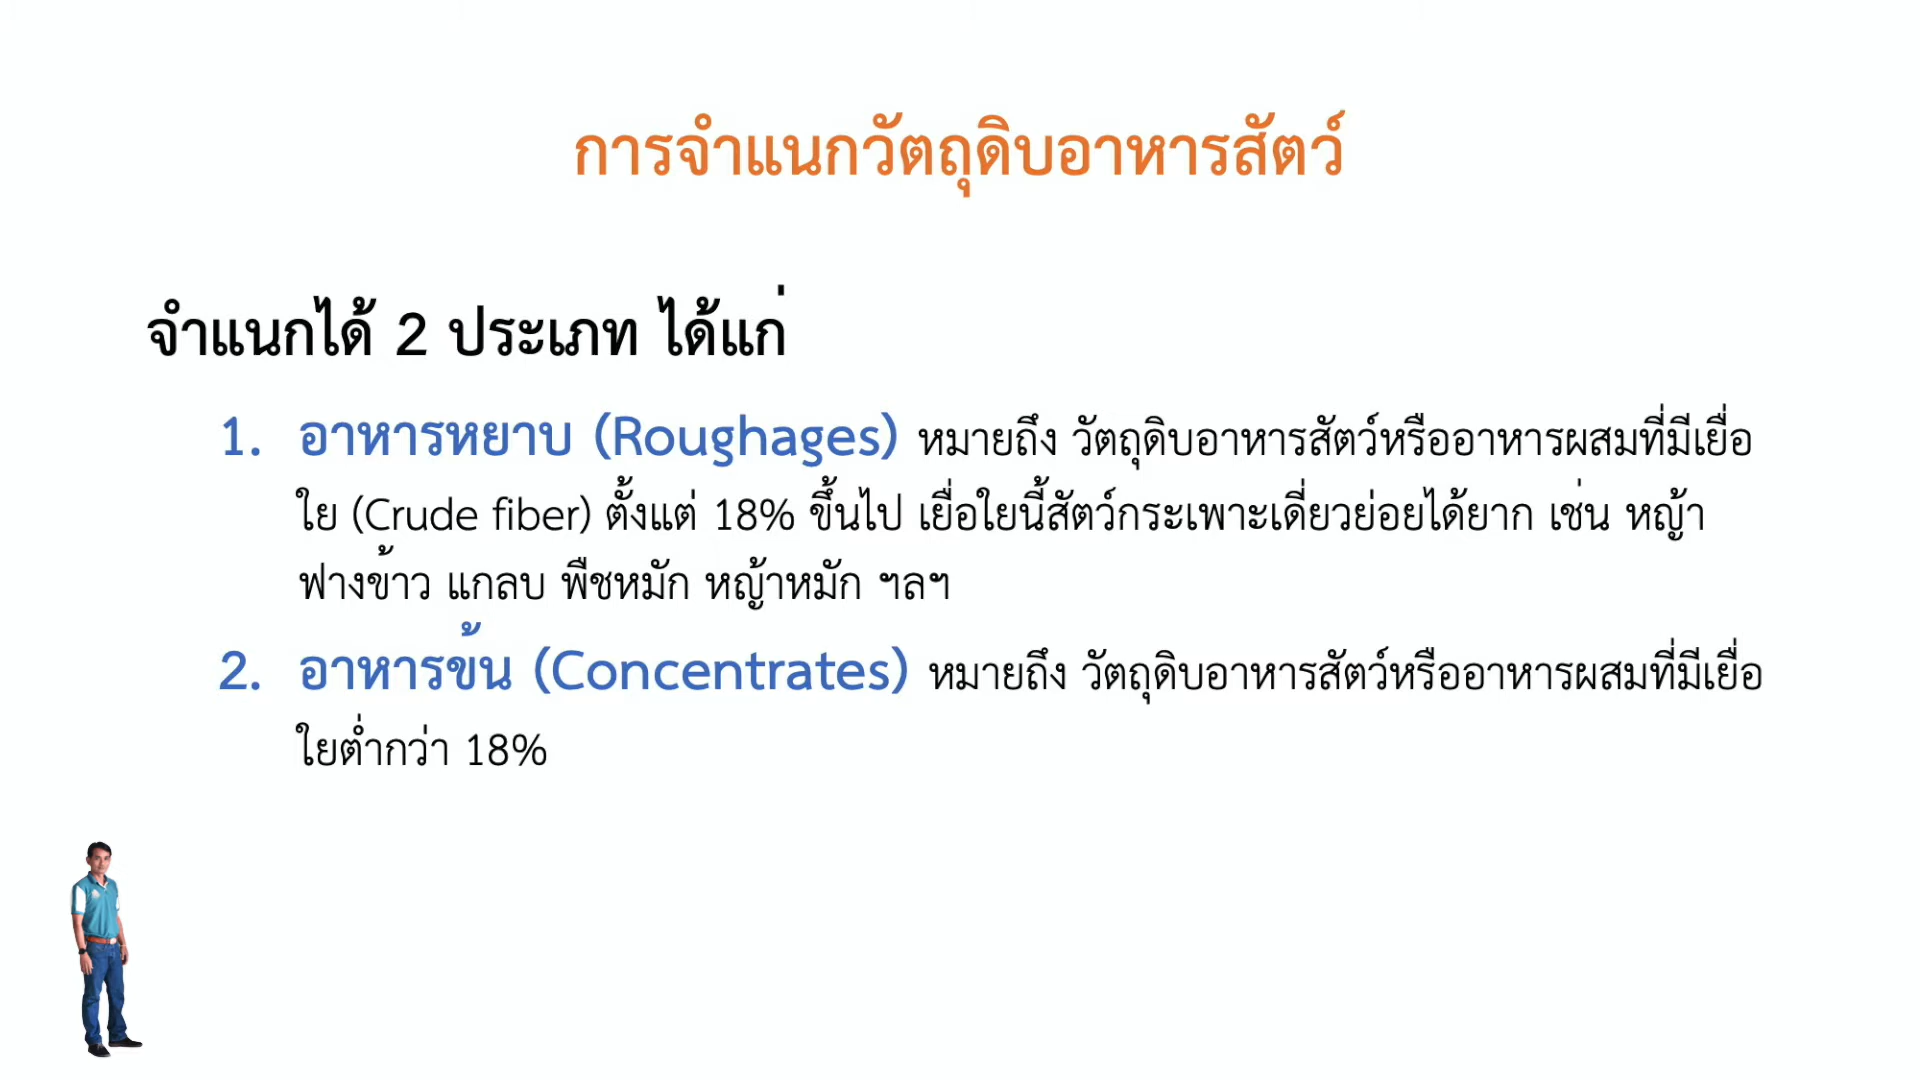 การจำแนกวัตถุดิบอาหารสัตว์
จำแนกได้ 2 ประเภท ได้แก่
1. อาหารหยาบ (Roughages) หมายถึง วัตถุดิบอาหารสัตว์หรืออาหารผสมที่มีเยื่อ
ใย (Crude fiber) ตั้งแต่ 18% ขึ้นไป เยื่อใยนี้สัตว์กระเพาะเดี่ยวย่อยได้ยาก เช่น หญ้า
ฟางข้าว แกลบ พืชหมัก หญ้าหมัก ฯลฯ
2. อาหารข้น (Concentrates) หมายถึง วัตถุดิบอาหารสัตว์หรืออาหารผสมที่มีเยื่อ
ใยต่ำกว่า 18%